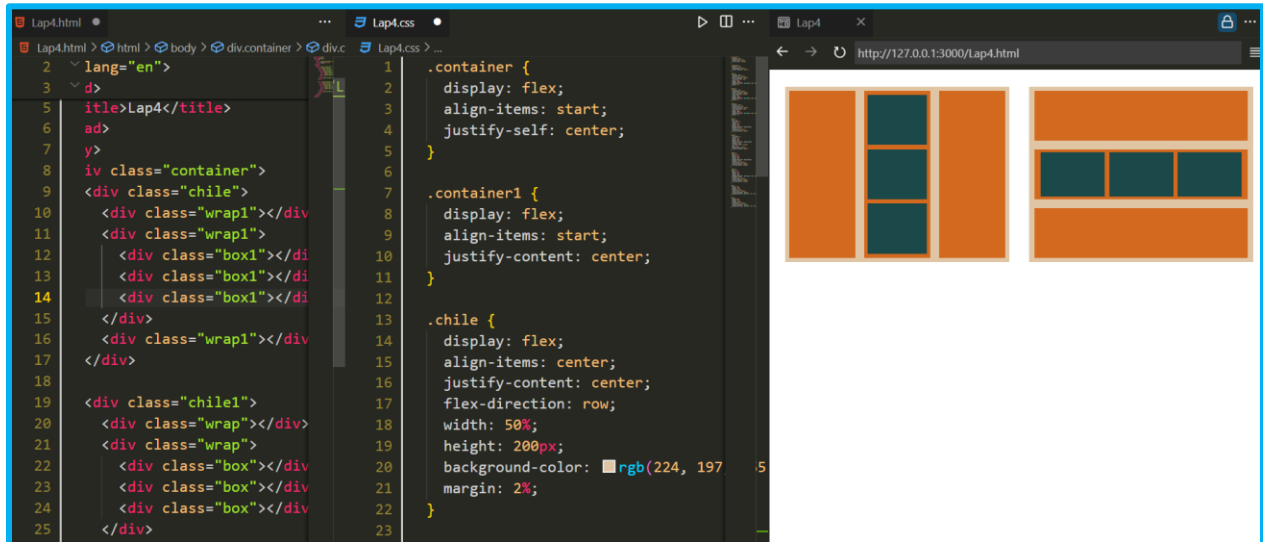 Lap4.html
Lap4.html > html > body > div.container > div.c
2 lang="en">
3 d>
5 itle>Lap4</title>
6 ad>
7 y>
8 iv class="container">
9 <div class="chile">
10 <div class="wrap1"></div
11 <div class="wrap1">
12 <div class="box1"></di
13 <div class="box1"></di
14 <div class="box1"></di
15 </div>
16 <div class="wrap1"></div
17 </div>
18
19 <div class="chile1">
20 <div class="wrap"></div>
21 <div class="wrap">
22 <div class="box"></div
23 <div class="box"></div
24 <div class="box"></div
25 </div>
Lap4.css
Lap4.css > ...
L
1 .container {
2 display: flex;
3 align-items: start;
4 justify-self: center;
5 }
6
7 .container1 {
8 display: flex;
9 align-items: start;
10 justify-content: center;
11 }
12
13 .chile {
14 display: flex;
15 align-items: center;
16 justify-content: center;
17 flex-direction: row;
18 width: 50%;
19 height: 200px;
20 background-color: rgb(224, 197 65
21 margin: 2%;
22 }
23
Lap4
http://127.0.0.1:3000/Lap4.html